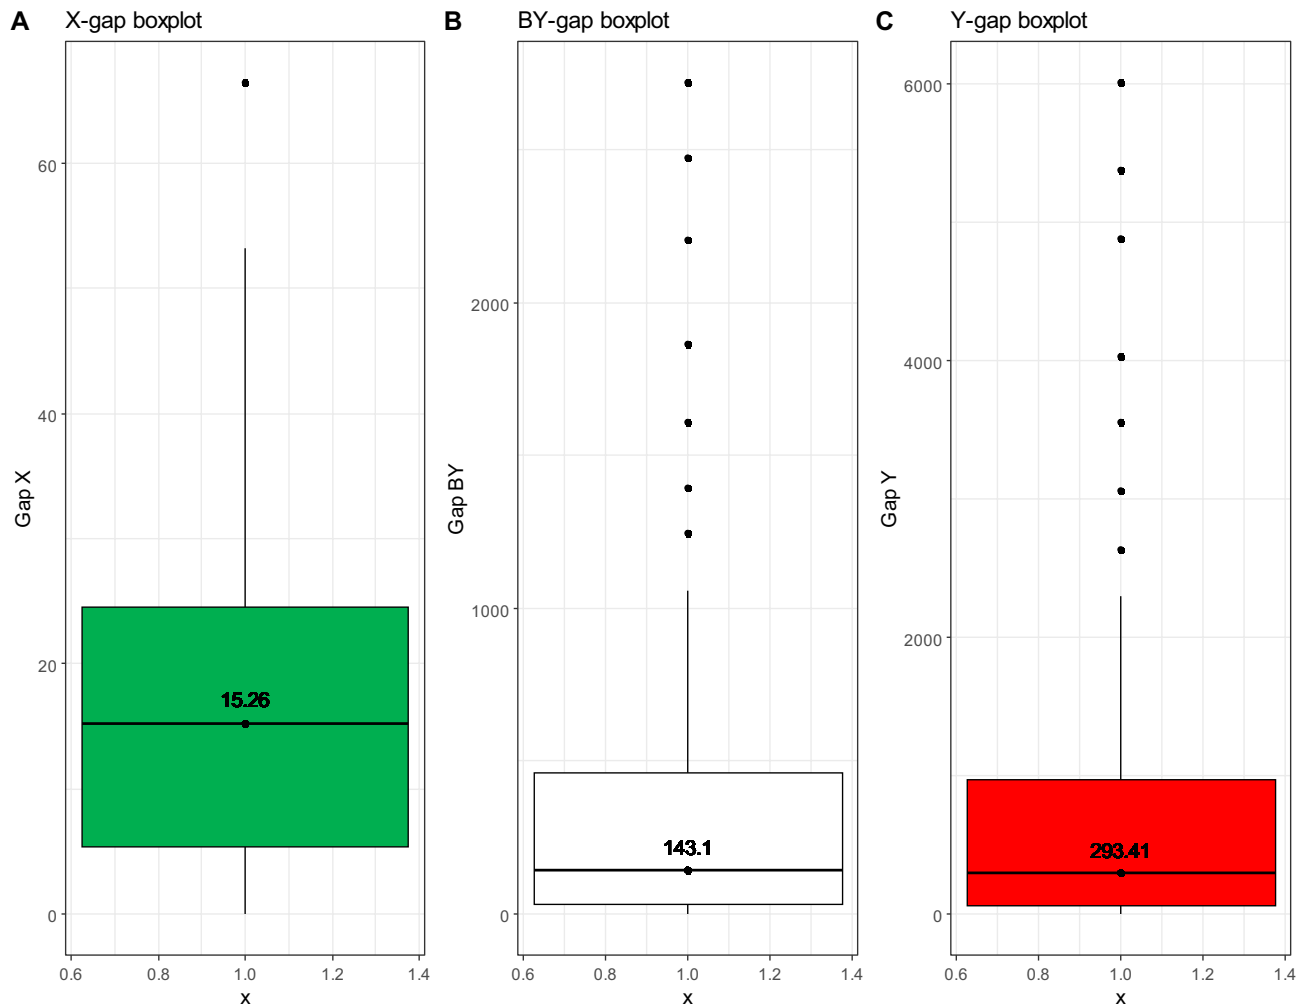 A X-gap boxplot
60
40
20
0
Gap X
15.26
0.6 0.8 1.0 1.2 1.4
x
B BY-gap boxplot
2000
1000
0
Gap BY
143.1
0.6 0.8 1.0 1.2 1.4
x
C Y-gap boxplot
6000
4000
2000
0
Gap Y
293.41
0.6 0.8 1.0 1.2 1.4
x